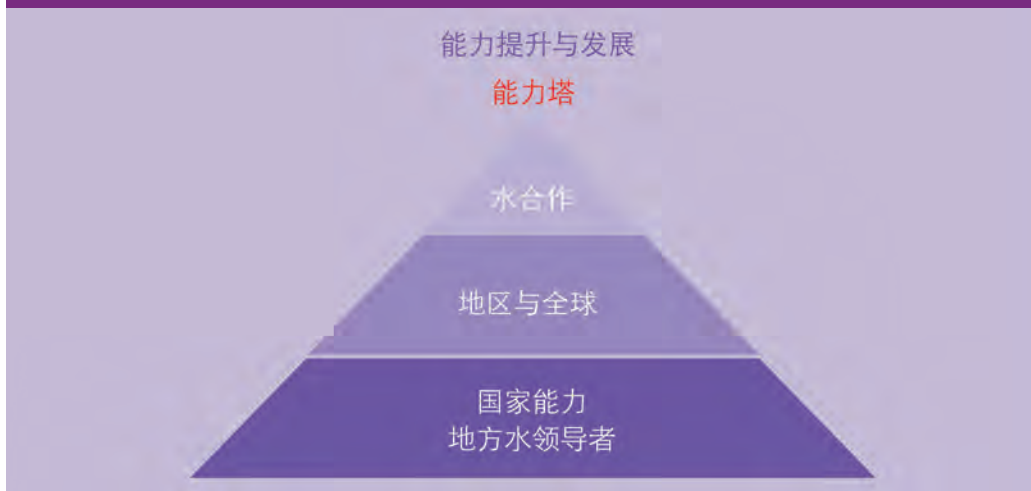 能力提升与发展
能力塔
水合作
地区与全球
国家能力
地方水领导者